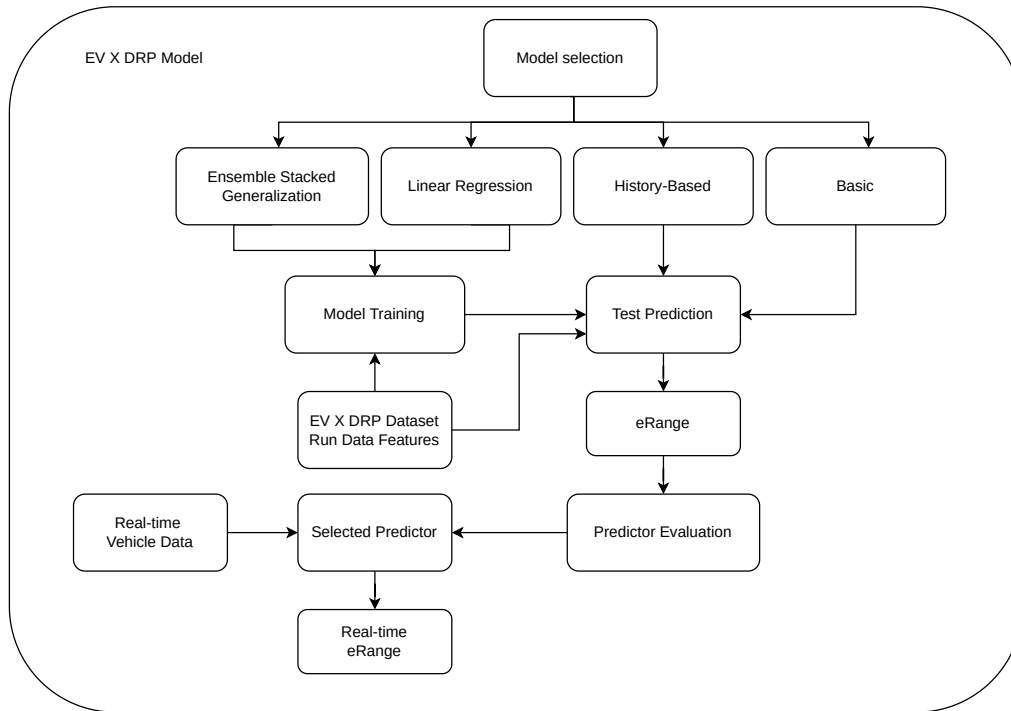 EV X DRP Model
Model selection
Ensemble Stacked
Generalization
Linear Regression
History-Based
Basic
Model Training
Test Prediction
EV X DRP Dataset
Run Data Features
eRange
Real-time
Vehicle Data
Selected Predictor
Predictor Evaluation
Real-time
eRange